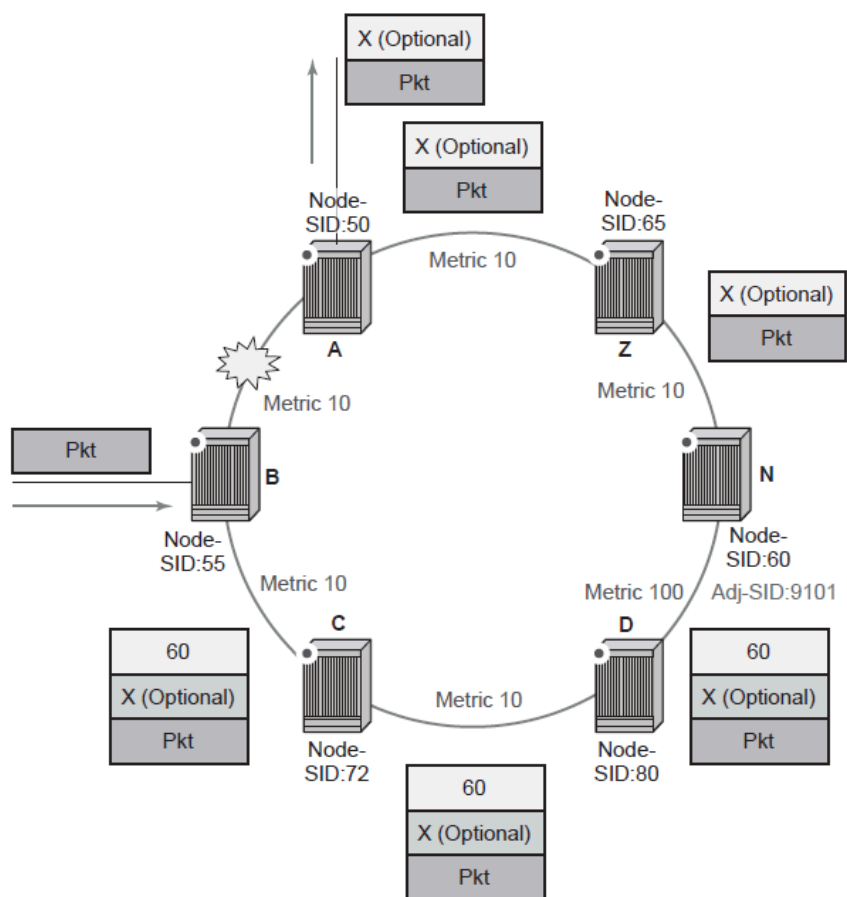 X (Optional)
Pkt
X (Optional)
Pkt
Node-
SID:50
Node-
SID:65
Metric 10
A
Z
X (Optional)
Pkt
Metric 10
Metric 10
Pkt
B
N
Node-
SID:55
Node-
SID:60
Metric 10
Metric 100
Adj-SID:9101
C
D
60
X (Optional)
Pkt
60
X (Optional)
Pkt
Metric 10
Node-
SID:72
Node-
SID:80
60
X (Optional)
Pkt